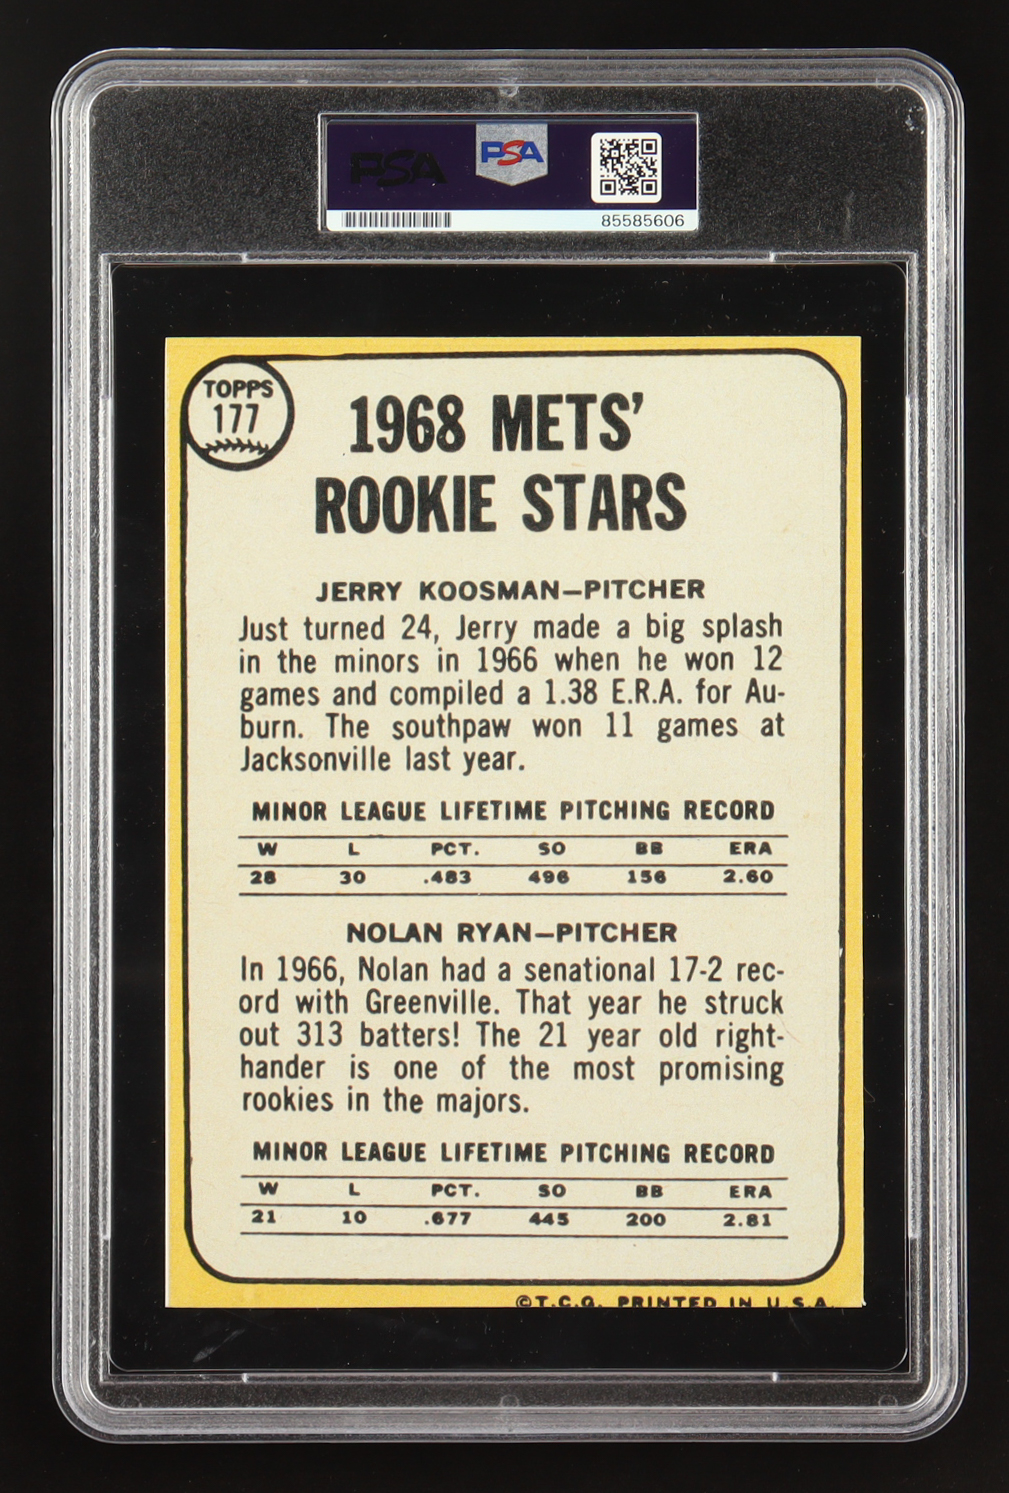 PSA
PSA
85585606
TOPPS
177
1968 METS'
ROOKIE STARS
JERRY KOOSMAN—PITCHER
Just turned 24, Jerry made a big splash
in the minors in 1966 when he won 12
games and compiled a 1.38 E.R.A. for Au-
burn. The southpaw won 11 games at
Jacksonville last year.
MINOR LEAGUE LIFETIME PITCHING RECORD
W L PCT. SO BB ERA
28 30 .483 496 156 2.60
NOLAN RYAN—PITCHER
In 1966, Nolan had a senational 17-2 rec-
ord with Greenville. That year he struck
out 313 batters! The 21 year old right-
hander is one of the most promising
rookies in the majors.
MINOR LEAGUE LIFETIME PITCHING RECORD
W L PCT. SO BB ERA
21 10 .677 445 200 2.81
©T.C.G. PRINTED IN U.S.A.